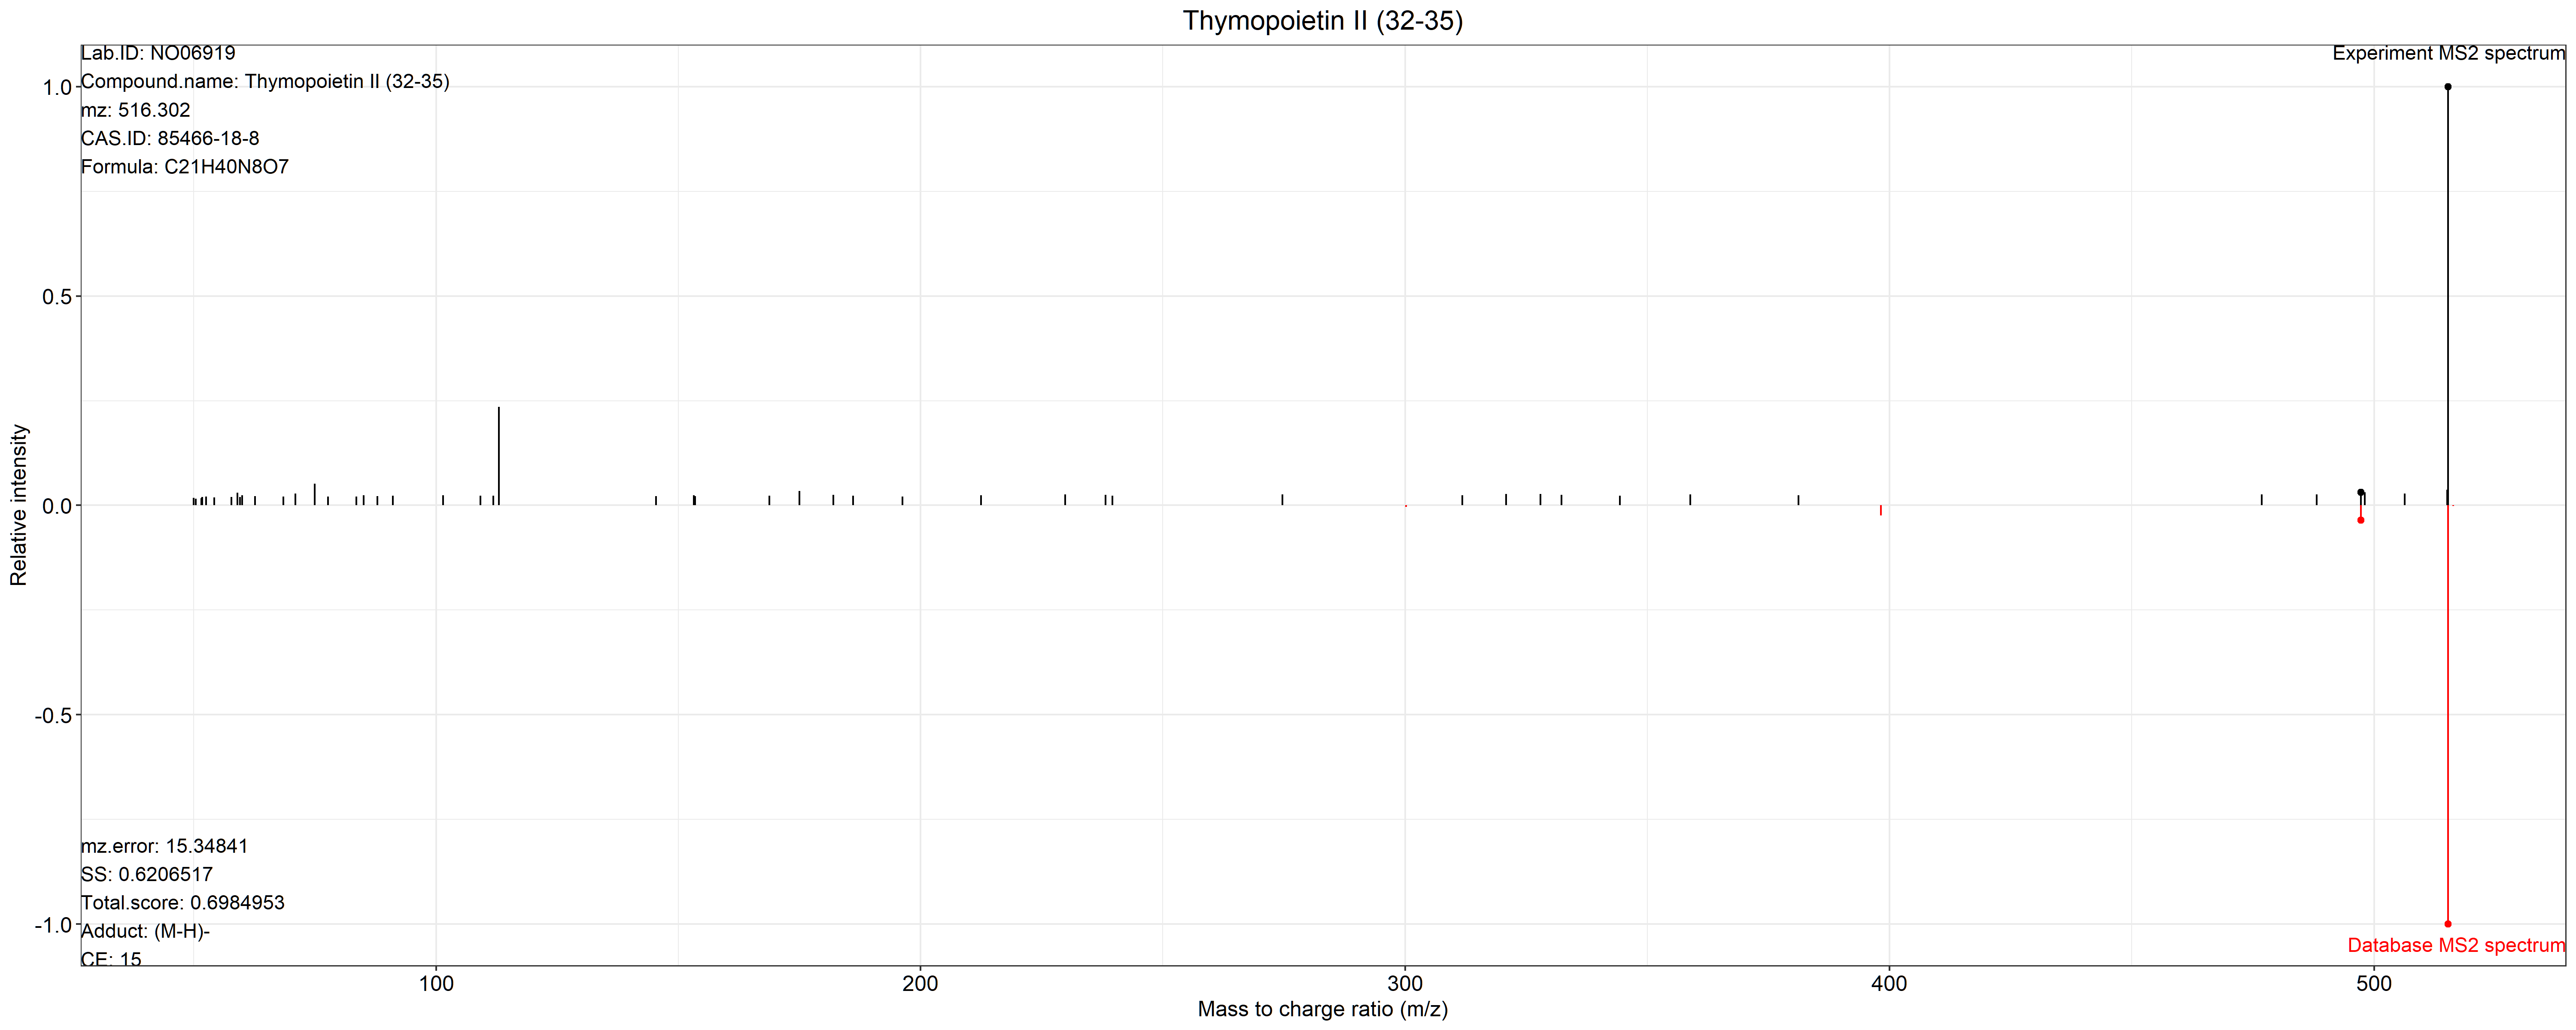 Thymopoietin II (32-35)
Lab.ID: NO06919
Experiment MS2 spectrum
Compound.name: Thymopoietin II (32-35)
mz: 516.302
CAS.ID: 85466-18-8
Formula: C21H40N8O7
1.0
0.5
0.0
-0.5
-1.0
Relative intensity
mz.error: 15.34841
SS: 0.6206517
Total.score: 0.6984953
Adduct: (M-H)-
CE: 15
Database MS2 spectrum
100
200
300
400
500
Mass to charge ratio (m/z)